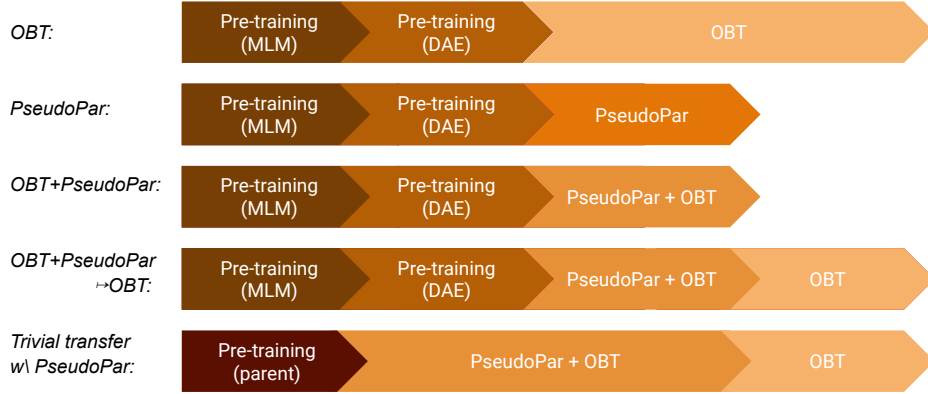 OBT:
Pre-training
(MLM)
Pre-training
(DAE)
OBT
PseudoPar:
Pre-training
(MLM)
Pre-training
(DAE)
PseudoPar
OBT+PseudoPar:
Pre-training
(MLM)
Pre-training
(DAE)
PseudoPar + OBT
OBT+PseudoPar
↦OBT:
Pre-training
(MLM)
Pre-training
(DAE)
PseudoPar + OBT
OBT
Trivial transfer
w\ PseudoPar:
Pre-training
(parent)
PseudoPar + OBT
OBT